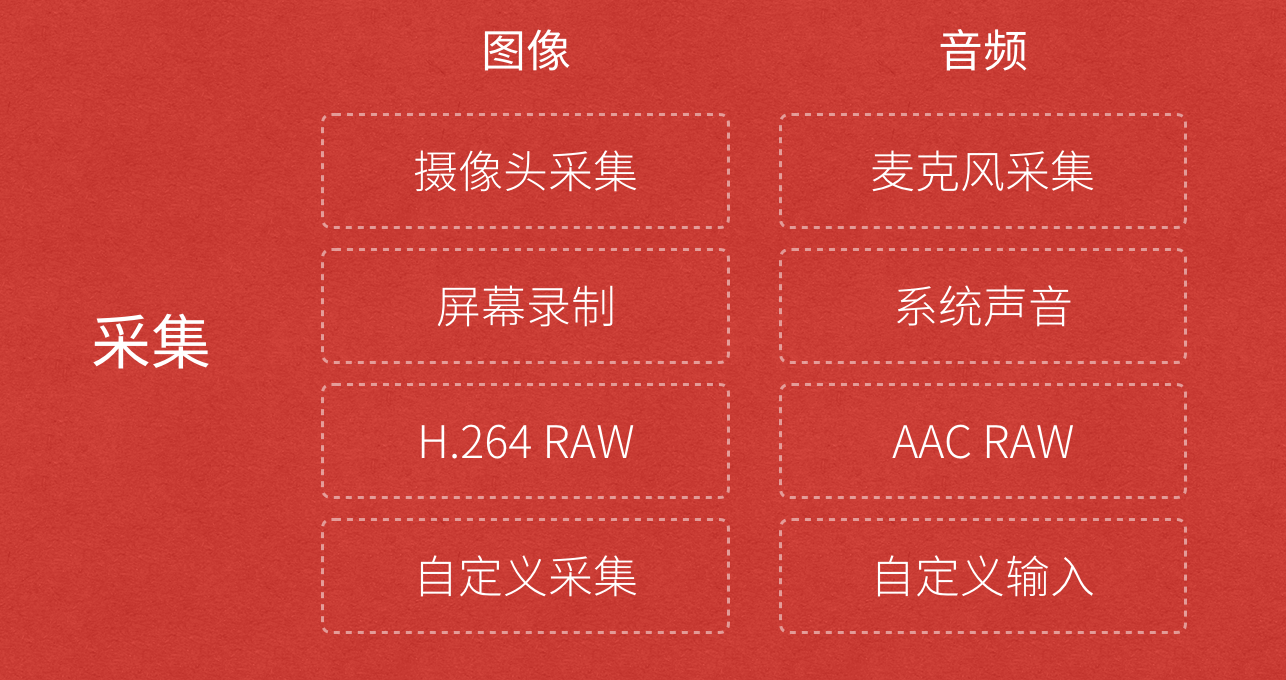 图像
音频
摄像头采集
麦克风采集
屏幕录制
系统声音
采集
H.264 RAW
AAC RAW
自定义采集
自定义输入